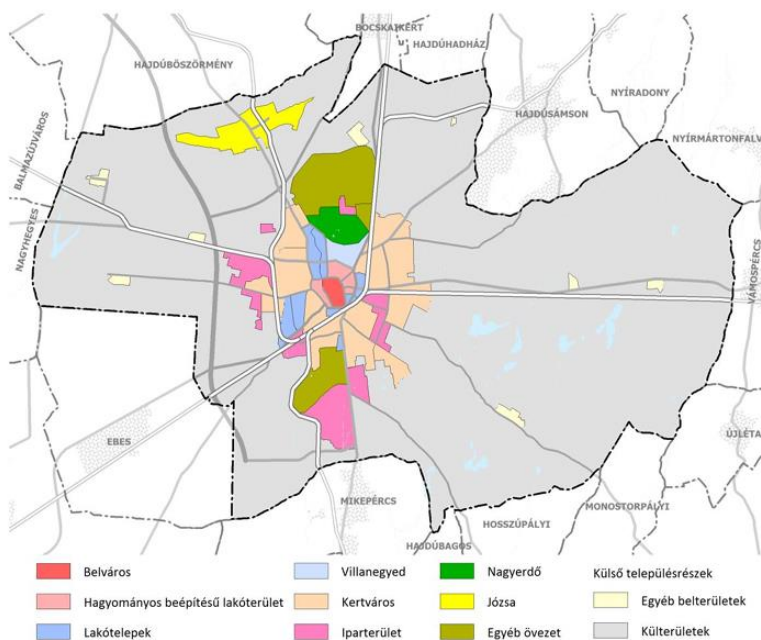 BOCSKAIKERT
HAJDÚHADHÁZ
HAJDÚBÖSZÖRMÉNY
NYÍRADONY
HAJDÚSÁMSON
NYÍRMÁRTONFALV
BALMAZÚJVÁROS
NAGYHEGYES
VÁMOSPÉRCS
EBES
ÚJLÉTA
MIKEPÉRCS
MONOSTORPÁLYI
HOSSZÚPÁLYI
HAJDÚBAGOS
Belváros
Villanegyed
Nagyerdő
Külső településrészek
Hagyományos beépítésű lakóterület
Kertváros
Józsa
Egyéb belterületek
Lakótelepek
Iparterület
Egyéb övezet
Külterületek